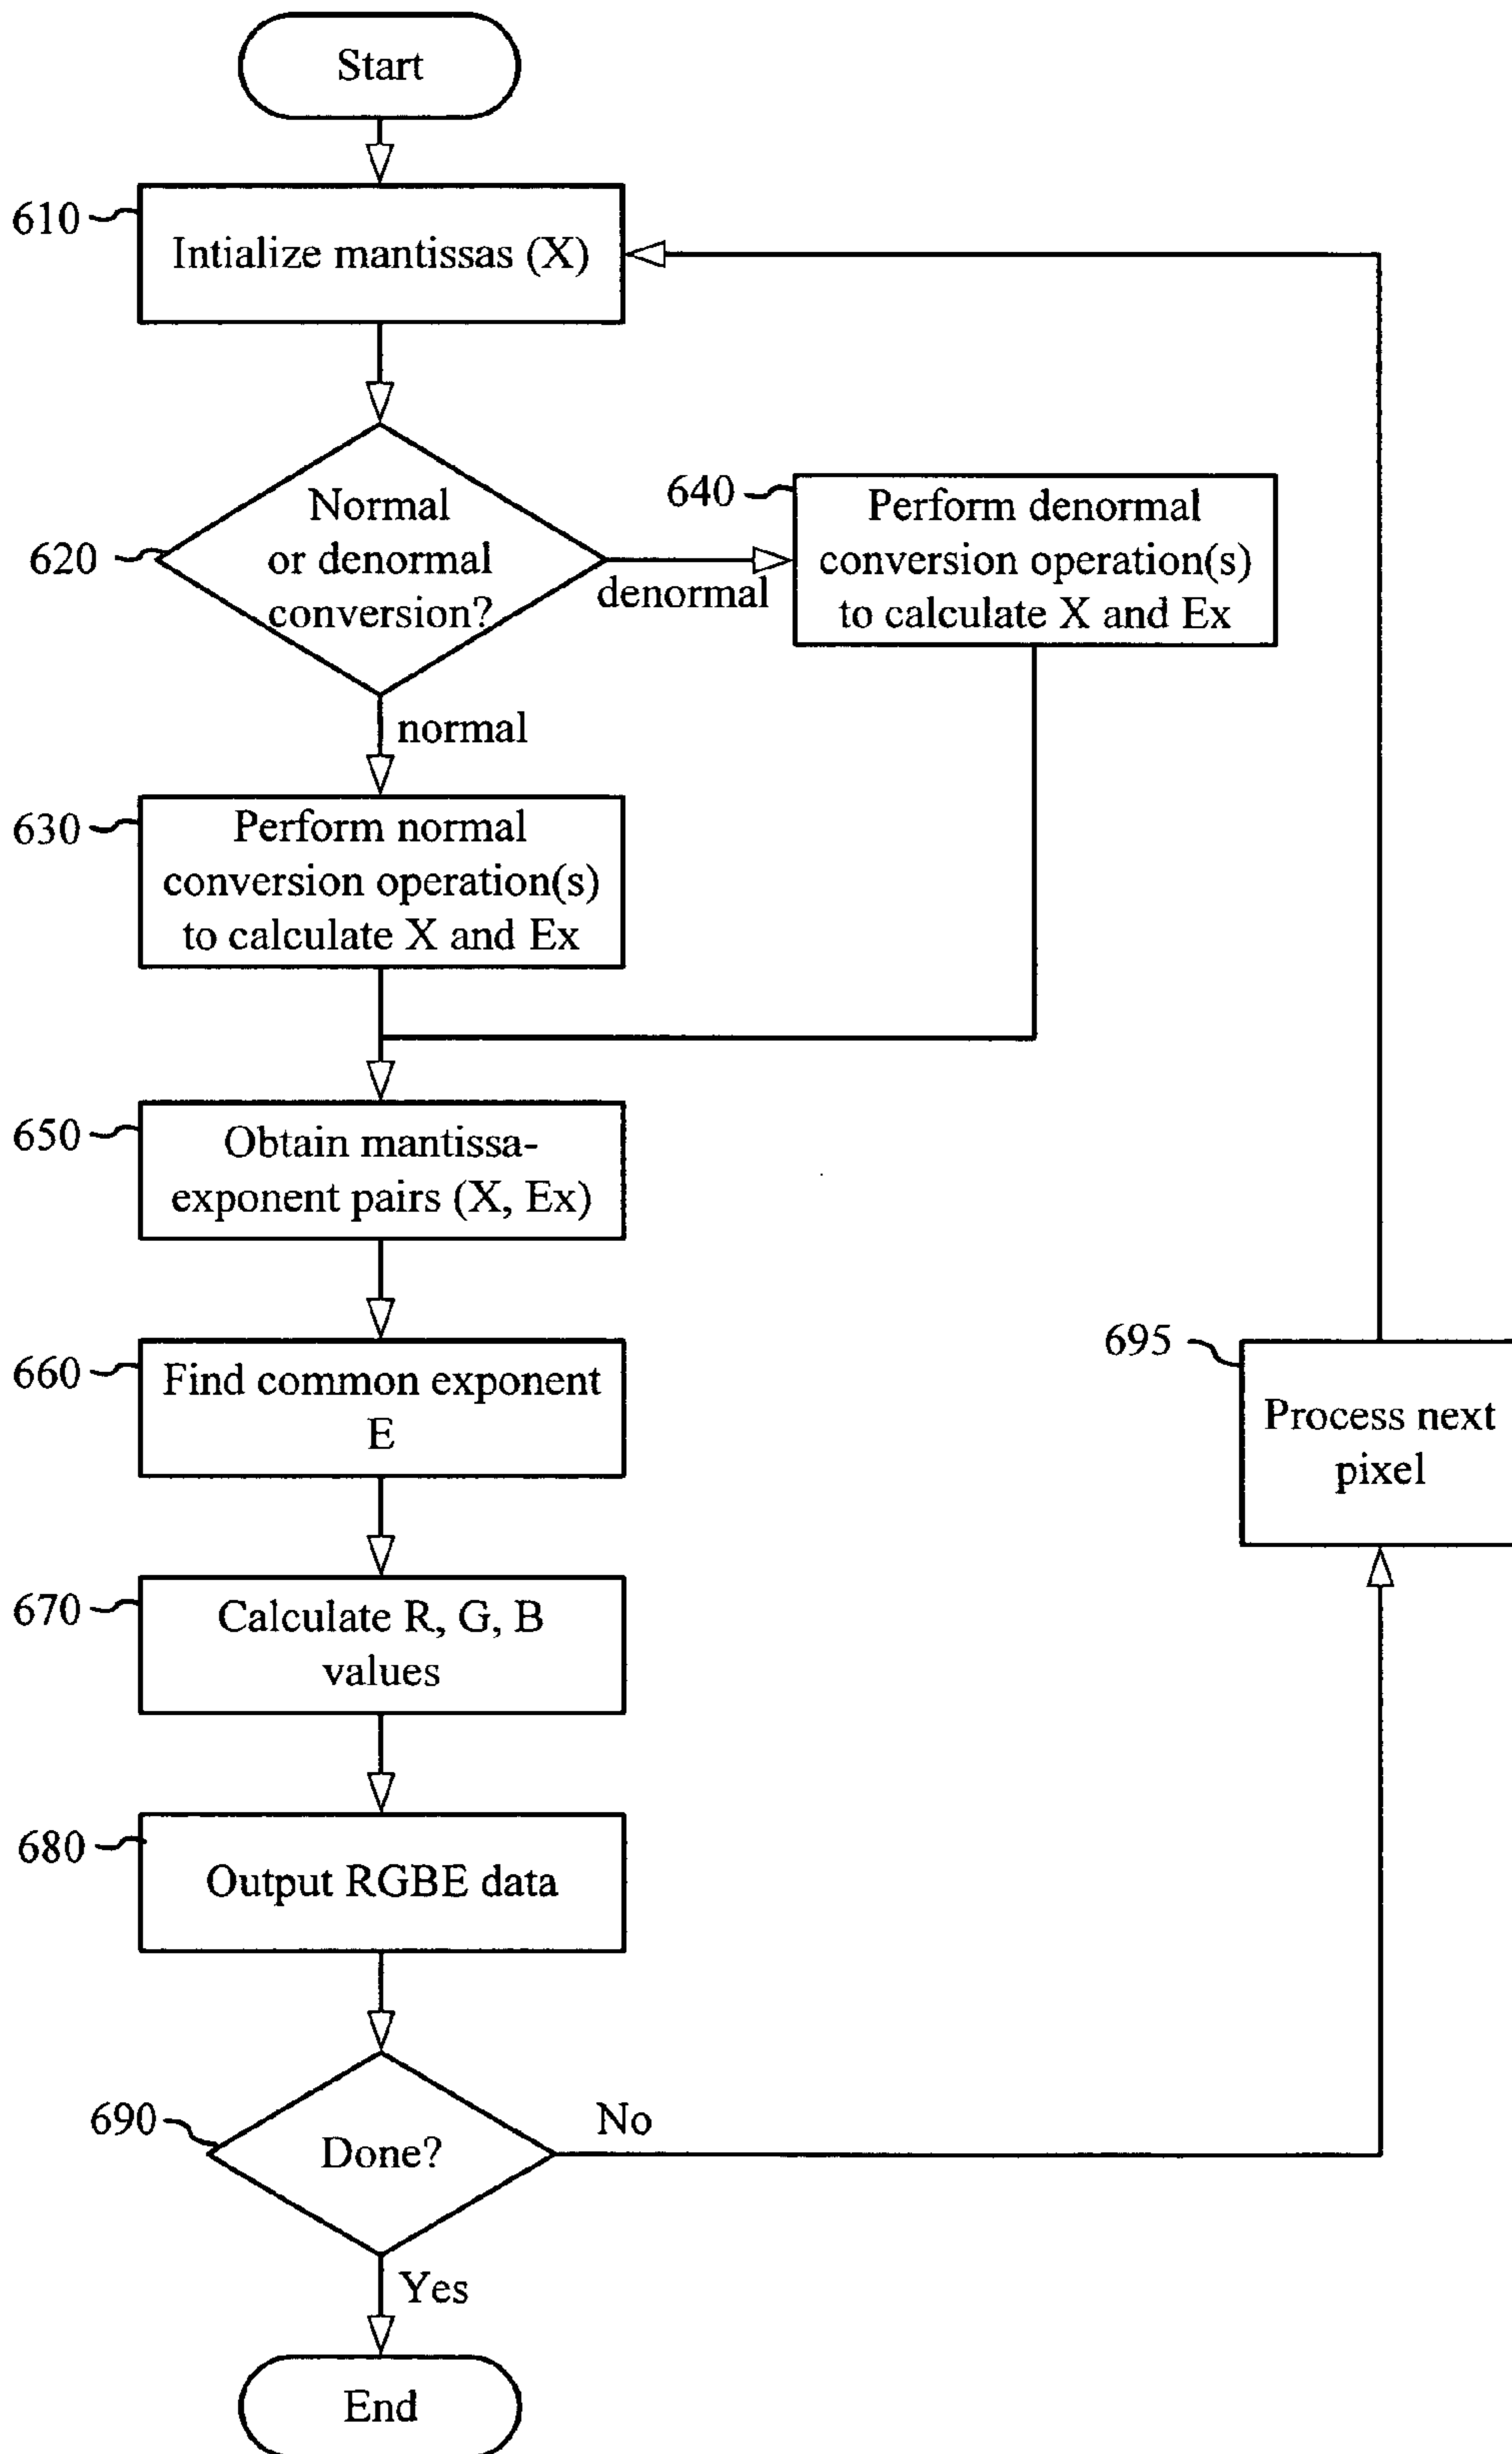 Start
610
Intialize mantissas (X)
620
Normal
or denormal
conversion?
denormal
640
Perform denormal
conversion operation(s)
to calculate X and Ex
normal
630
Perform normal
conversion operation(s)
to calculate X and Ex
650
Obtain mantissa-
exponent pairs (X, Ex)
660
Find common exponent
E
695
Process next
pixel
670
Calculate R, G, B
values
680
Output RGBE data
690
Done?
No
Yes
End